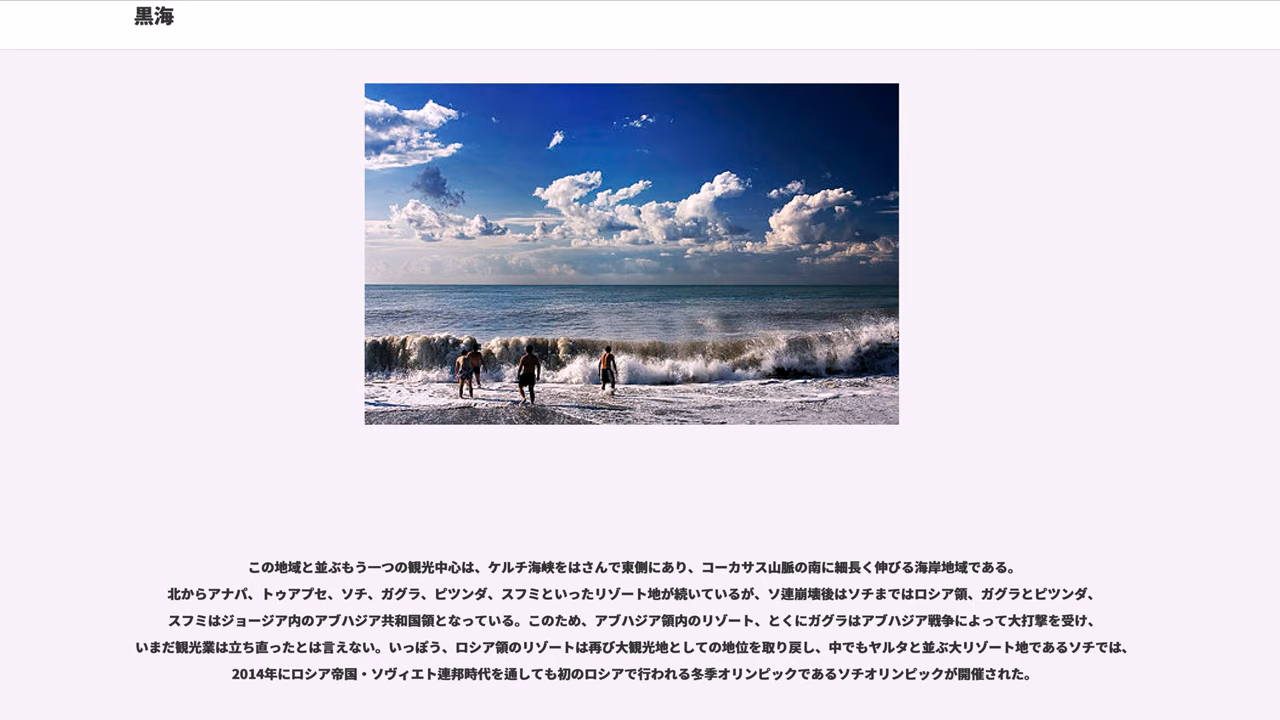 黒海
この地域と並ぶもう一つの観光中心は、ケルチ海峡をはさんで東側にあり、コーカサス山脈の南に細長く伸びる海岸地域である。
北からアナパ、トゥアプセ、ソチ、ガグラ、ピツンダ、スフミといったリゾート地が続いているが、ソ連崩壊後はソチまではロシア領、ガグラとピツンダ、
スフミはジョージア内のアブハジア共和国領となっている。このため、アブハジア領内のリゾート、とくにガグラはアブハジア戦争によって大打撃を受け、
いまだ観光業は立ち直ったとは言えない。いっぽう、ロシア領のリゾートは再び大観光地としての地位を取り戻し、中でもヤルタと並ぶ大リゾート地であるソチでは、
2014年にロシア帝国・ソヴィエト連邦時代を通しても初のロシアで行われる冬季オリンピックであるソチオリンピックが開催された。